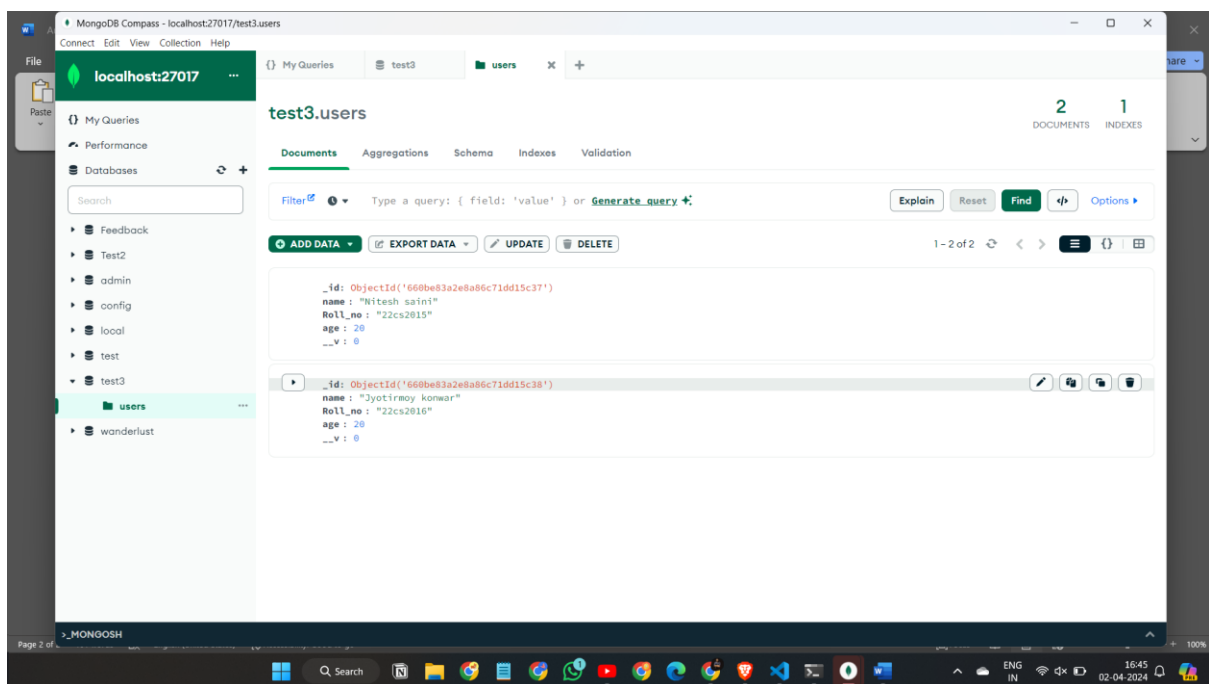 MongoDB Compass - localhost:27017/test3.users
Connect Edit View Collection Help
File
Paste
localhost:27017 ...
{} My Queries
Performance
Databases
Search
Feedback
Test2
admin
config
local
test
test3
users ...
wanderlust
{} My Queries
test3
users
test3.users
2
DOCUMENTS
1
INDEXES
Documents Aggregations Schema Indexes Validation
Filter Type a query: { field: 'value' } or Generate query
Explain Reset Find </> Options
ADD DATA EXPORT DATA UPDATE DELETE
1 – 2 of 2
{}
_id: ObjectId('660be83a2e8a86c71dd15c37')
name : "Nitesh saini"
Roll_no : "22cs2015"
age : 20
__v : 0
_id: ObjectId('660be83a2e8a86c71dd15c38')
name : "Jyotirmoy konwar"
Roll_no : "22cs2016"
age : 20
__v : 0
>_MONGOSH
Page 2 of
100%
Search
ENG
IN
16:45
02-04-2024